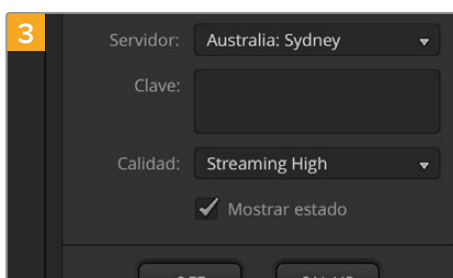 3
Servidor: Australia: Sydney
Clave:
Calidad: Streaming High
Mostrar estado